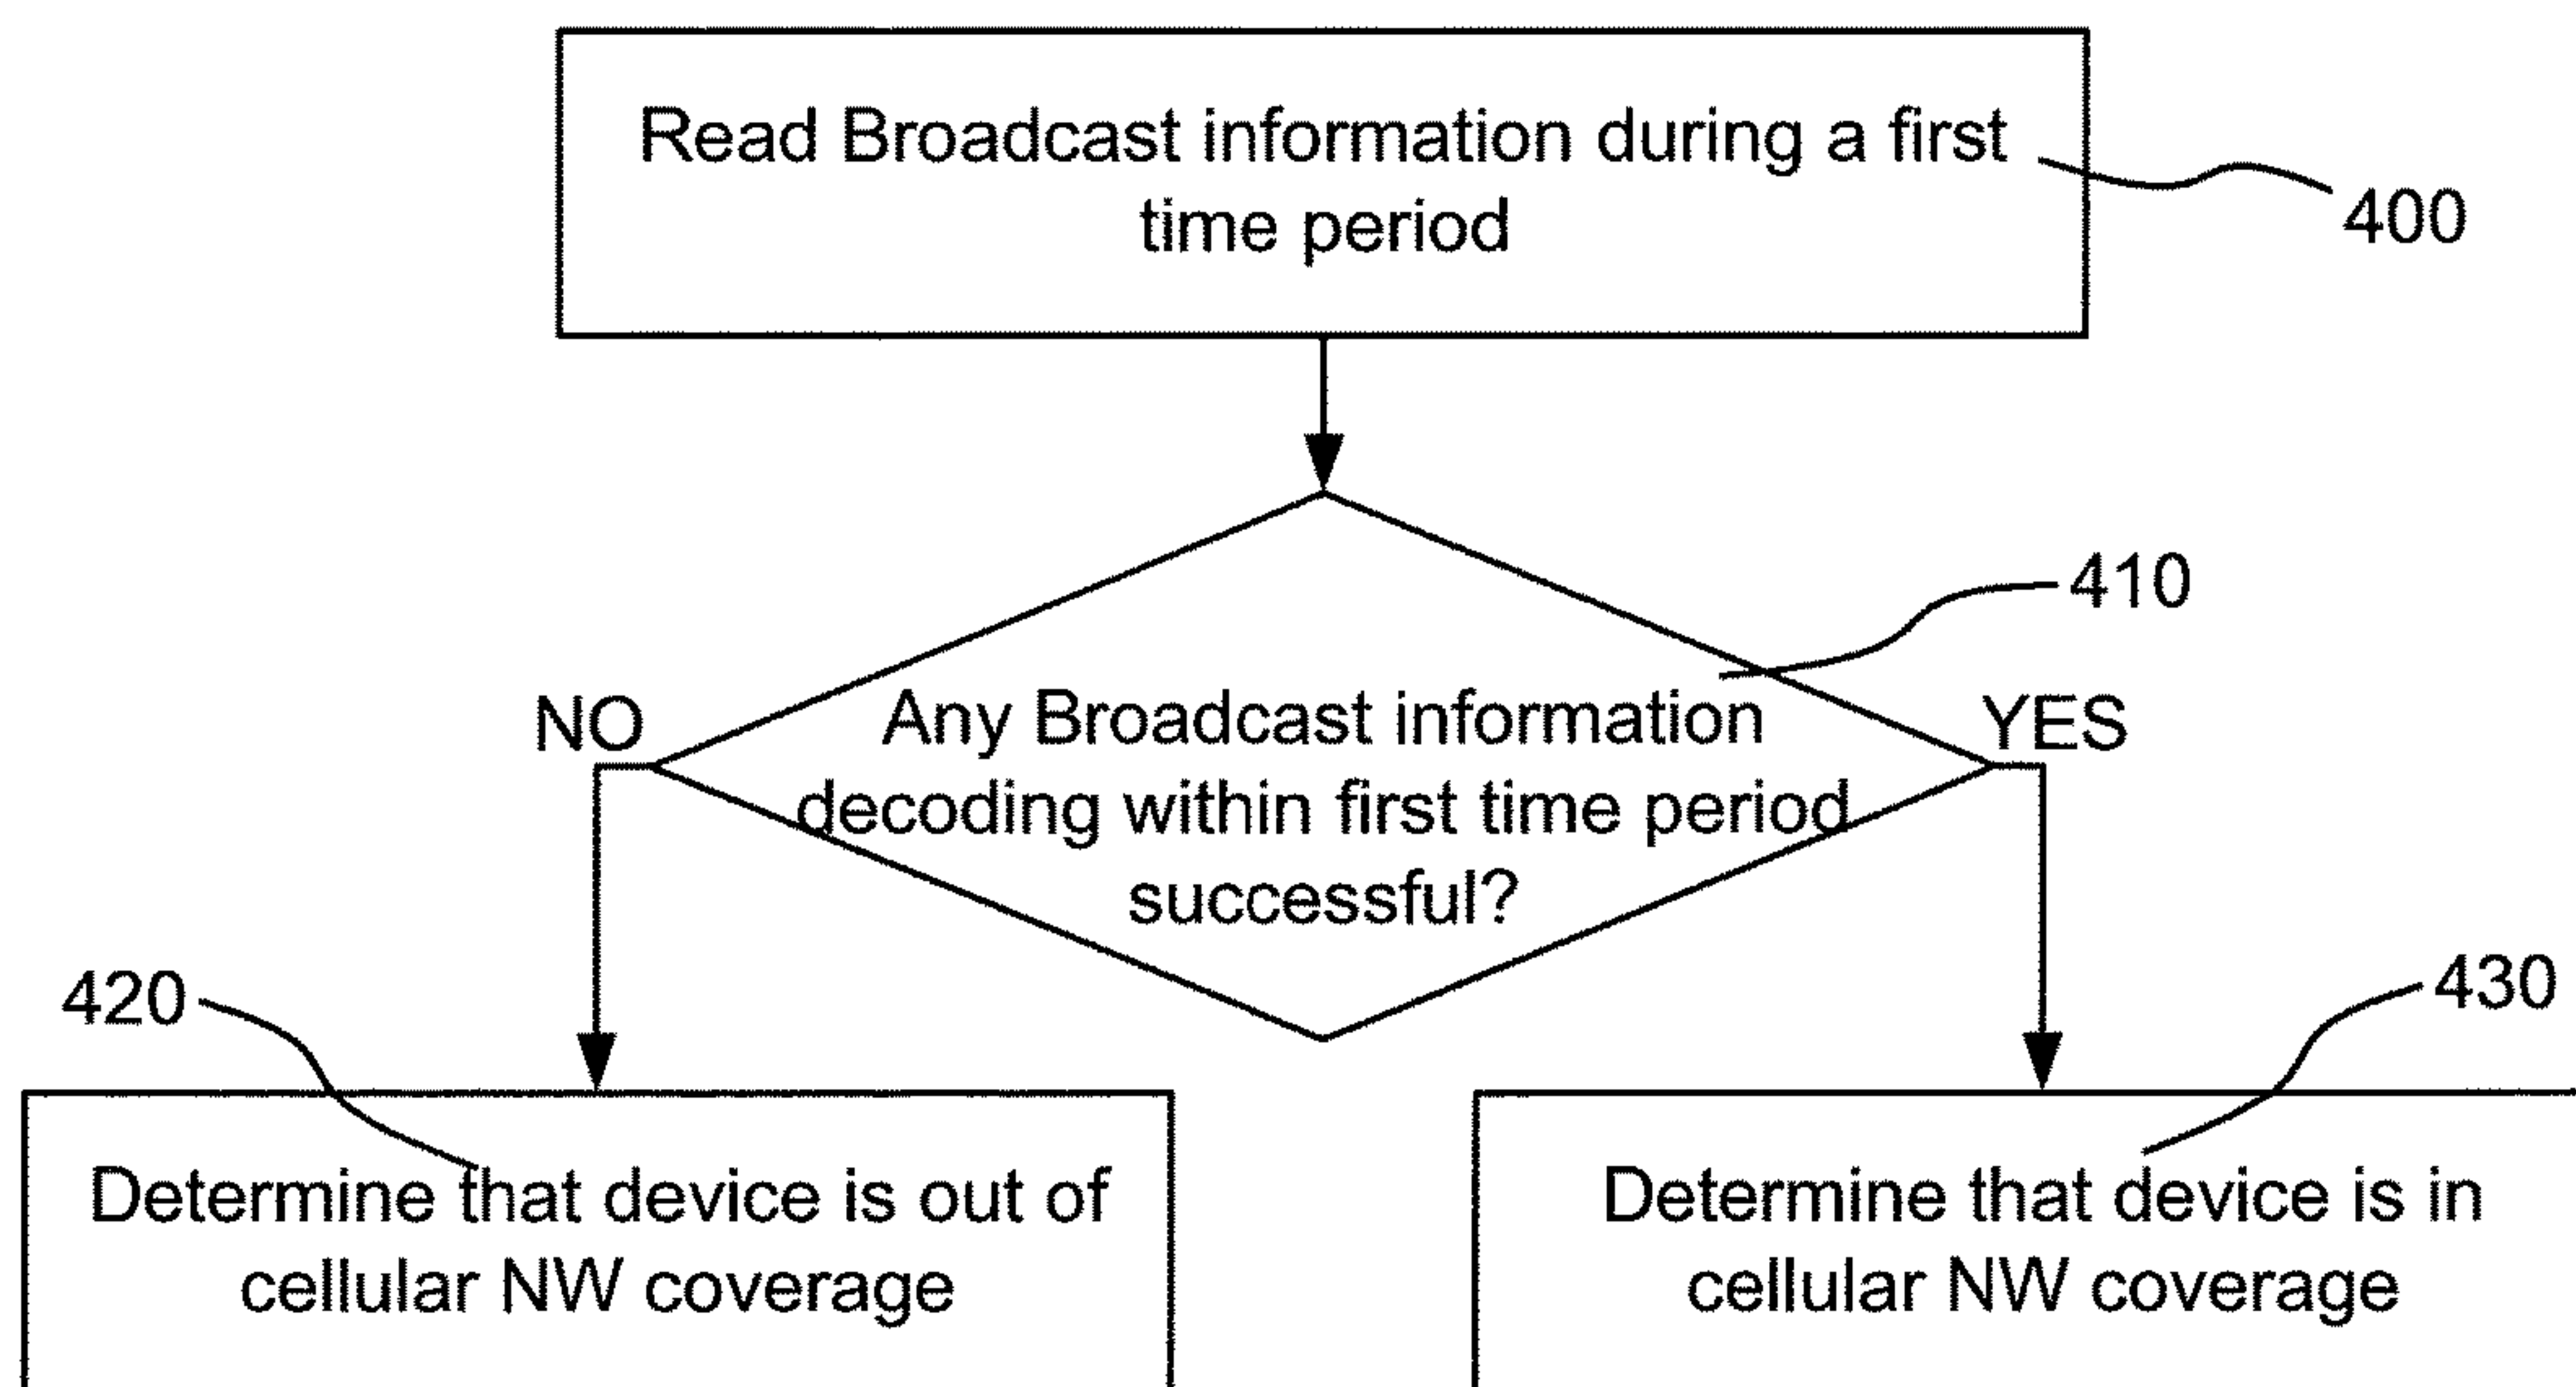 Read Broadcast information during a first
time period
400
410
NO
YES
Any Broadcast information
decoding within first time period
successful?
420
430
Determine that device is out of
cellular NW coverage
Determine that device is in
cellular NW coverage